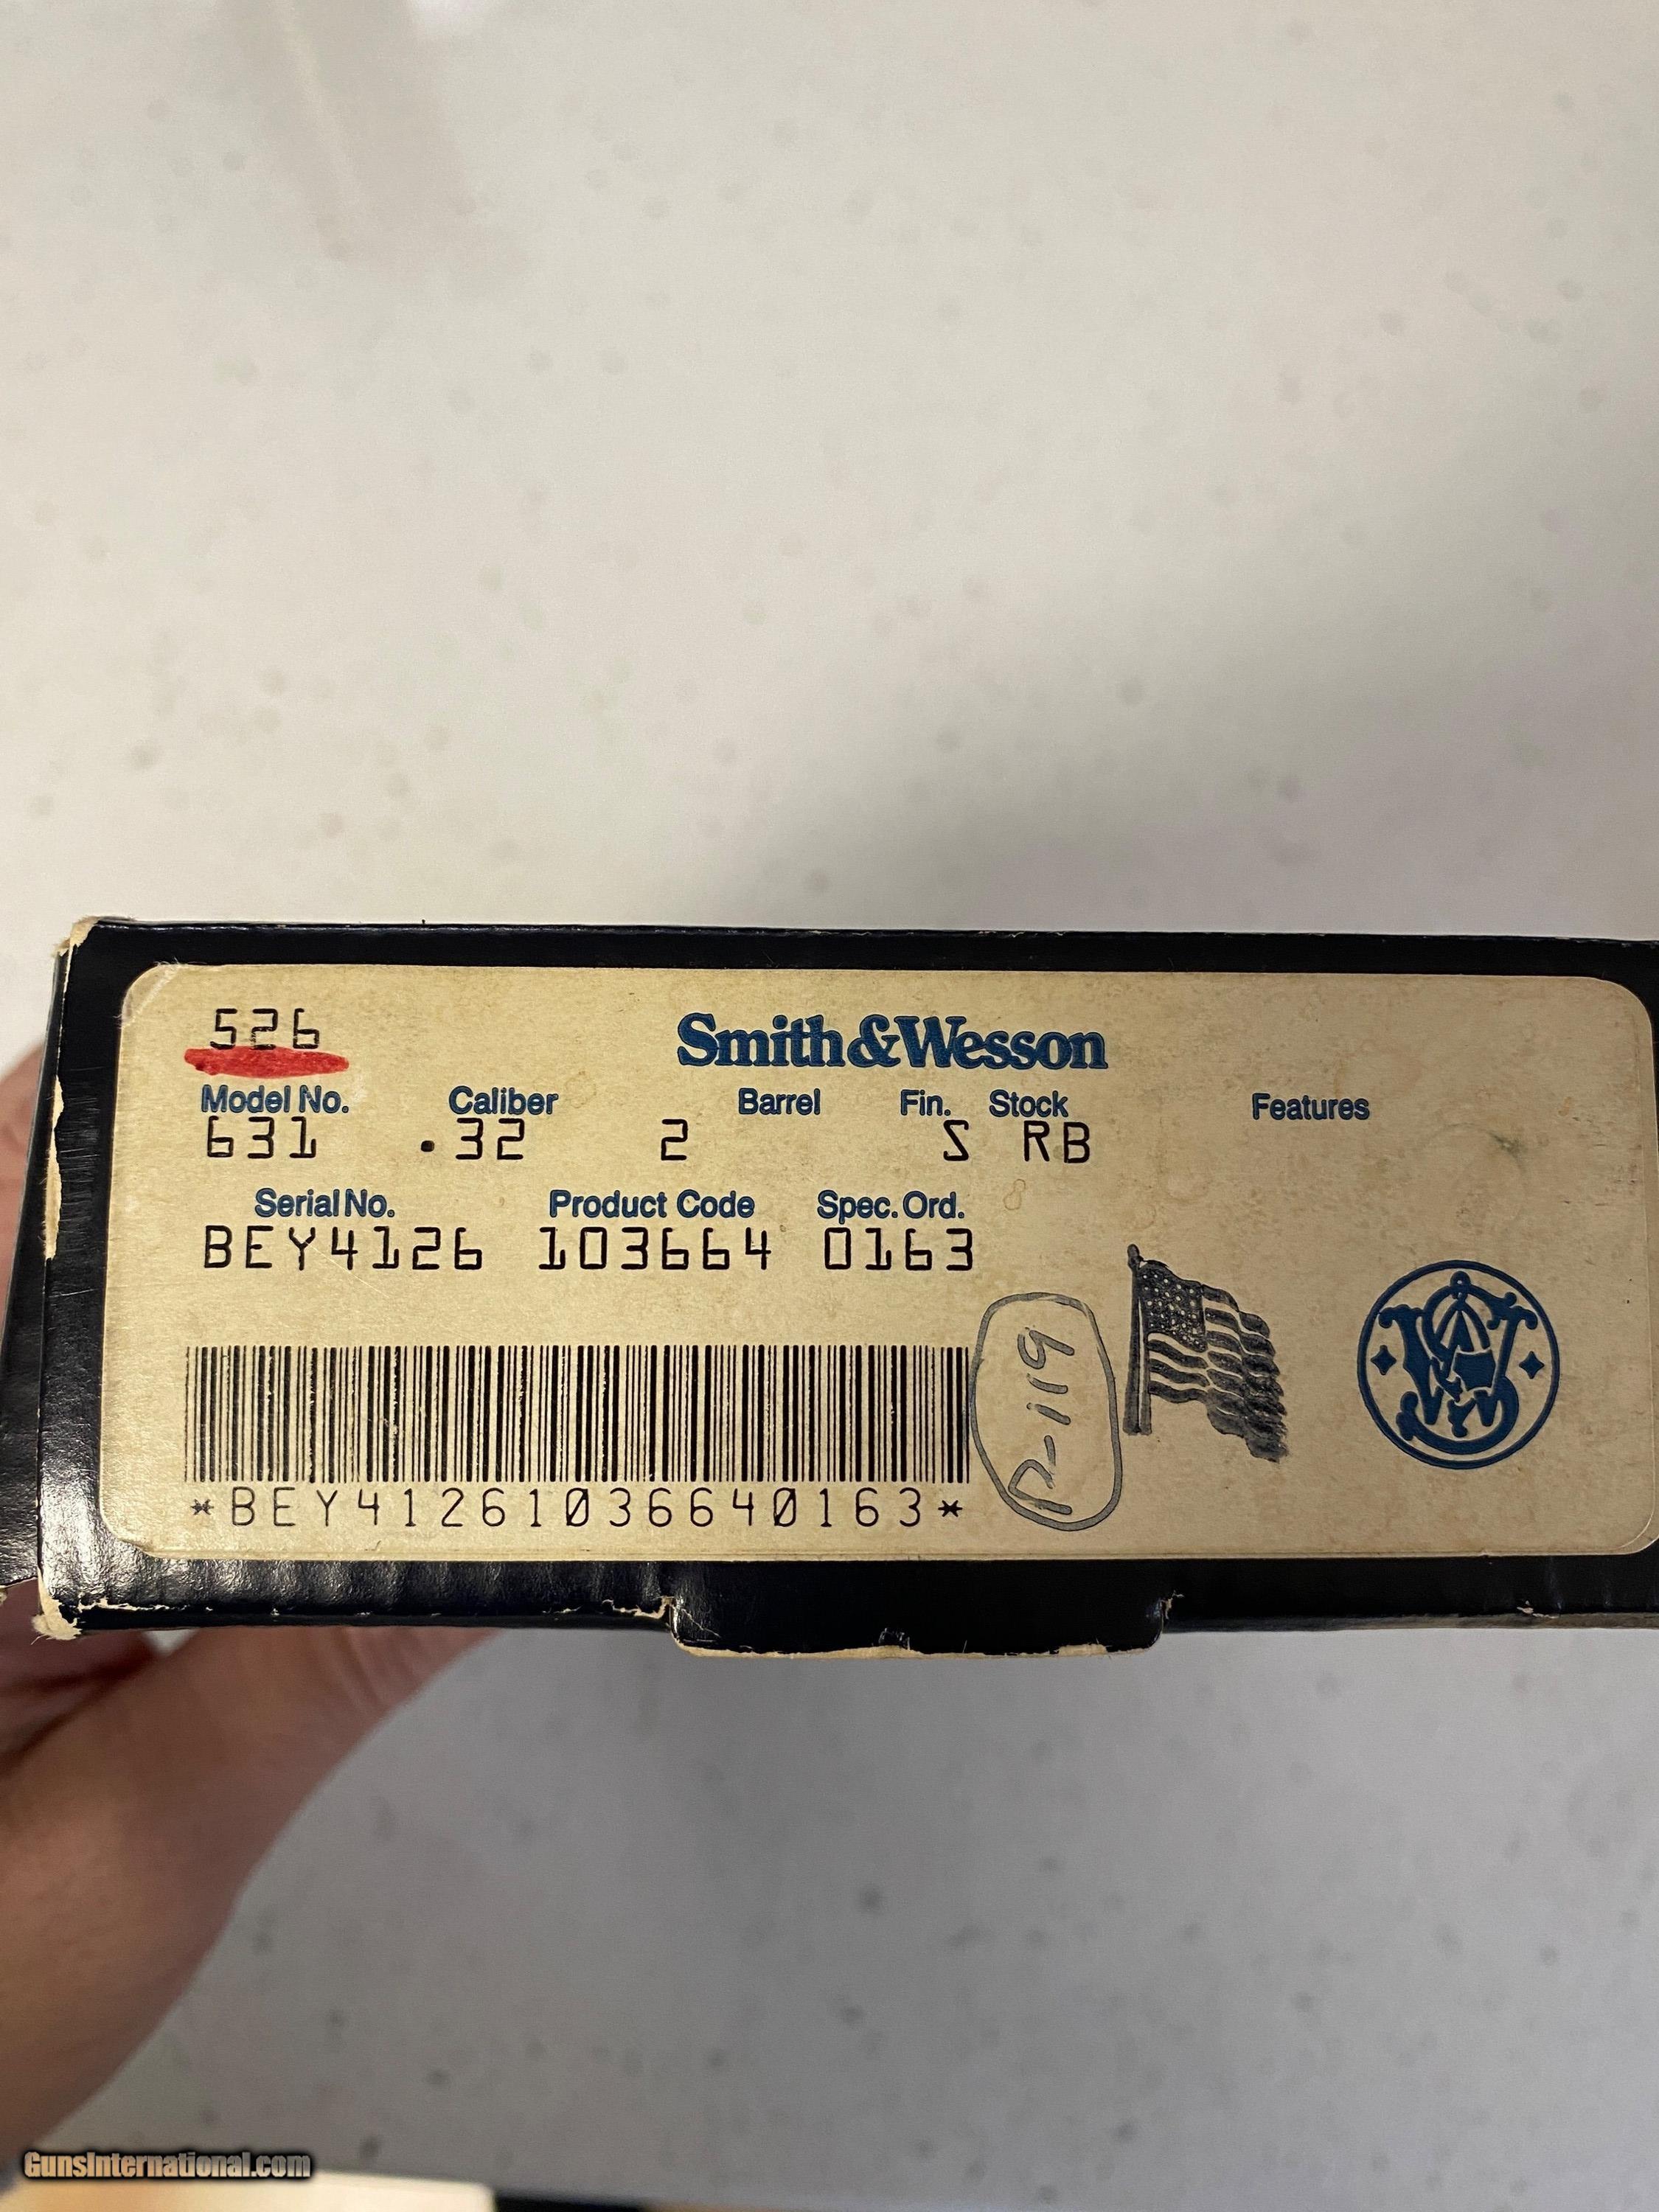 526
Smith&Wesson
Model No. Caliber Barrel Fin. Stock Features
631 .32 2 S RB
Serial No. Product Code Spec. Ord.
BEY4126 103664 0163
P-119
*BEY41261036640163*
GunsInternational.com